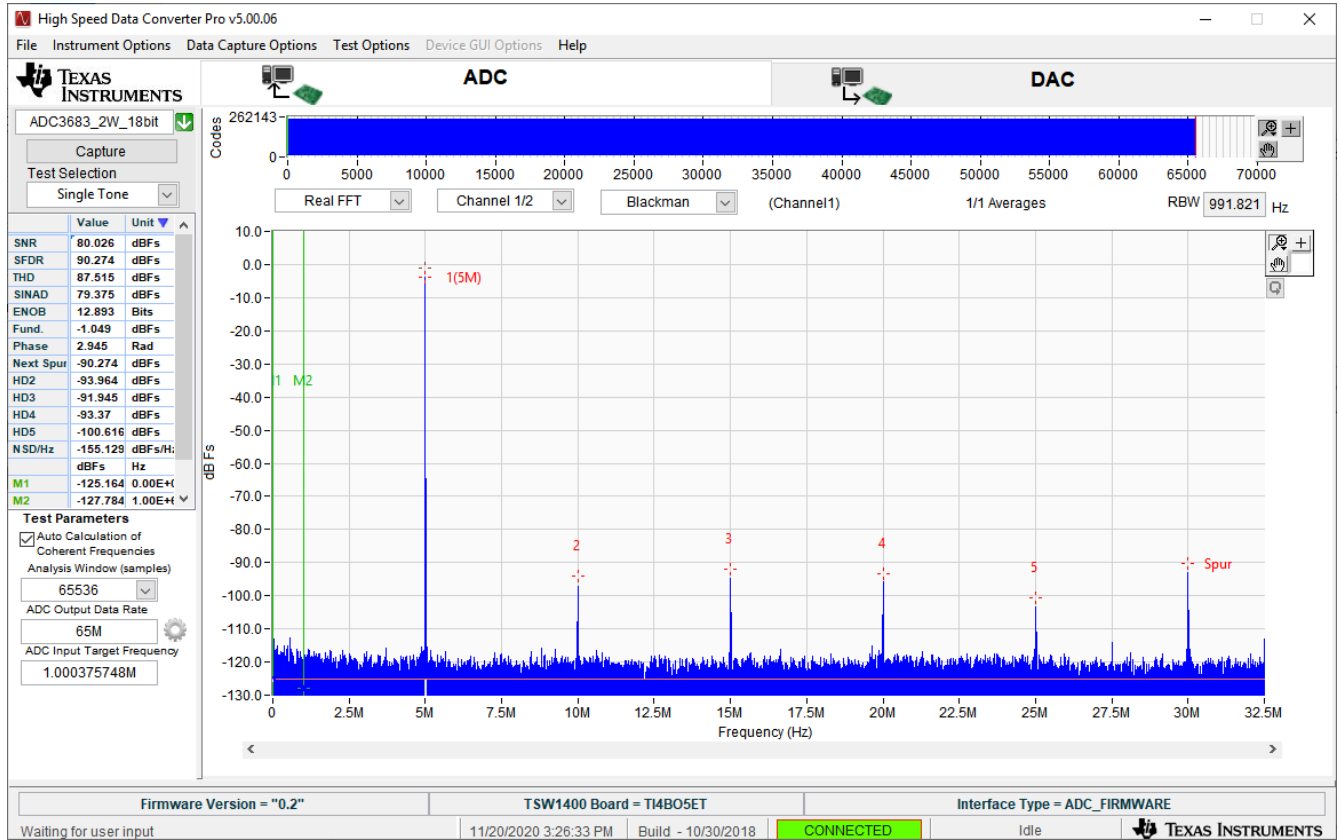 High Speed Data Converter Pro v5.00.06
File Instrument Options Data Capture Options Test Options Device GUI Options Help
TEXAS INSTRUMENTS
ADC
DAC
ADC3683_2W_18bit
Capture
Test Selection
Single Tone
Value Unit
SNR 80.026 dBFs
SFDR 90.274 dBFs
THD 87.515 dBFs
SINAD 79.375 dBFs
ENOB 12.893 Bits
Fund. -1.049 dBFs
Phase 2.945 Rad
Next Spur -90.274 dBFs
HD2 -93.964 dBFs
HD3 -91.945 dBFs
HD4 -93.37 dBFs
HD5 -100.616 dBFs
NSD/Hz -155.129 dBFs/Hz
dBFs Hz
M1 -125.164 0.00E+0
M2 -127.784 1.00E+6
Test Parameters
Auto Calculation of
Coherent Frequencies
Analysis Window (samples)
65536
ADC Output Data Rate
65M
ADC Input Target Frequency
1.000375748M
Codes
262143
0
0 5000 10000 15000 20000 25000 30000 35000 40000 45000 50000 55000 60000 65000 70000
Real FFT Channel 1/2 Blackman (Channel1) 1/1 Averages RBW 991.821 Hz
dB Fs
10.0
0.0
-10.0
-20.0
-30.0
-40.0
-50.0
-60.0
-70.0
-80.0
-90.0
-100.0
-110.0
-120.0
-130.0
1(5M)
M2
2
3
4
5
Spur
0 2.5M 5M 7.5M 10M 12.5M 15M 17.5M 20M 22.5M 25M 27.5M 30M 32.5M
Frequency (Hz)
Firmware Version = "0.2" TSW1400 Board = TI4BO5ET Interface Type = ADC_FIRMWARE
Waiting for user input 11/20/2020 3:26:33 PM Build - 10/30/2018 CONNECTED Idle TEXAS INSTRUMENTS